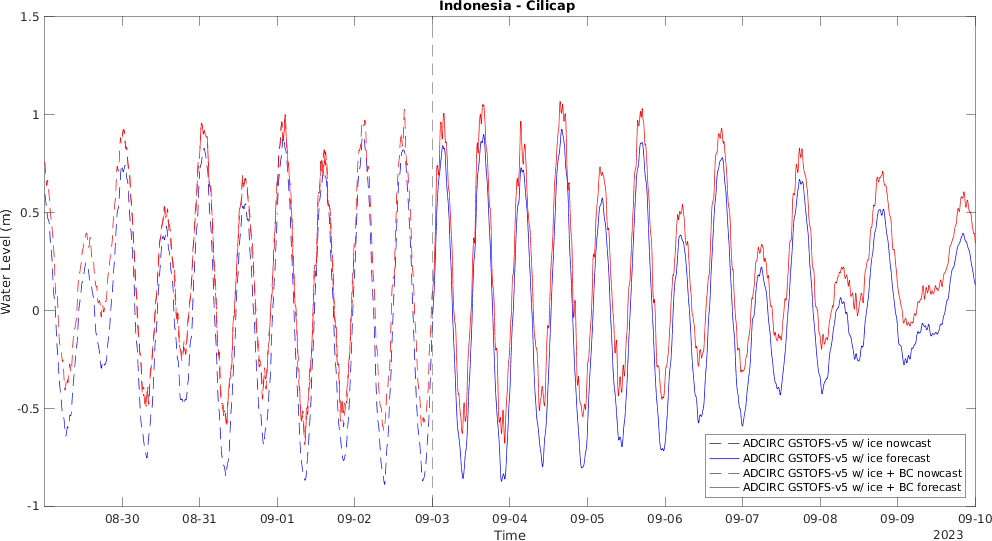 Indonesia - Cilicap
1.5
1
0.5
0
-0.5
-1
Water Level (m)
ADCIRC GSTOFS-v5 w/ ice nowcast
ADCIRC GSTOFS-v5 w/ ice forecast
ADCIRC GSTOFS-v5 w/ ice + BC nowcast
ADCIRC GSTOFS-v5 w/ ice + BC forecast
08-30 08-31 09-01 09-02 09-03 09-04 09-05 09-06 09-07 09-08 09-09 09-10
Time
2023